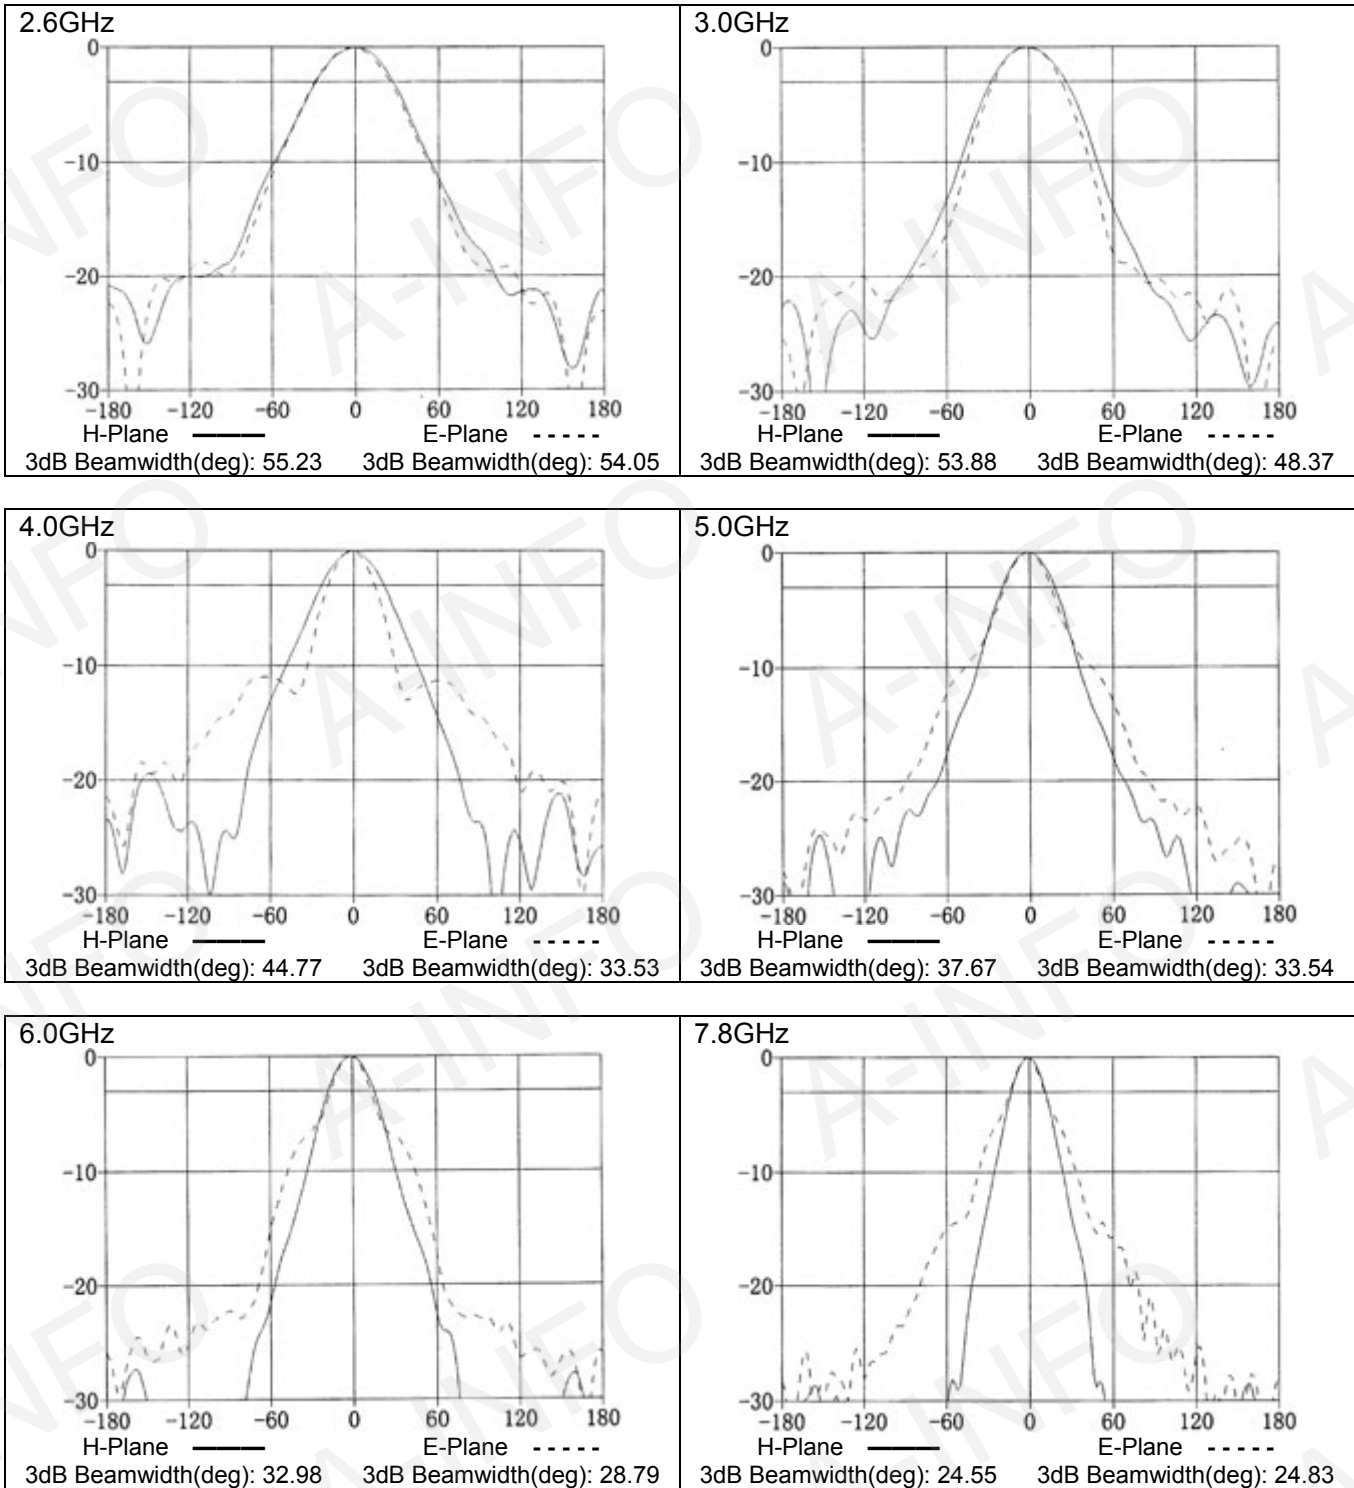 2.6GHz
0
-10
-20
-30
-180 -120 -60 0 60 120 180
H-Plane E-Plane
3dB Beamwidth(deg): 55.23 3dB Beamwidth(deg): 54.05
3.0GHz
0
-10
-20
-30
-180 -120 -60 0 60 120 180
H-Plane E-Plane
3dB Beamwidth(deg): 53.88 3dB Beamwidth(deg): 48.37
4.0GHz
0
-10
-20
-30
-180 -120 -60 0 60 120 180
H-Plane E-Plane
3dB Beamwidth(deg): 44.77 3dB Beamwidth(deg): 33.53
5.0GHz
0
-10
-20
-30
-180 -120 -60 0 60 120 180
H-Plane E-Plane
3dB Beamwidth(deg): 37.67 3dB Beamwidth(deg): 33.54
6.0GHz
0
-10
-20
-30
-180 -120 -60 0 60 120 180
H-Plane E-Plane
3dB Beamwidth(deg): 32.98 3dB Beamwidth(deg): 28.79
7.8GHz
0
-10
-20
-30
-180 -120 -60 0 60 120 180
H-Plane E-Plane
3dB Beamwidth(deg): 24.55 3dB Beamwidth(deg): 24.83
A-INFO